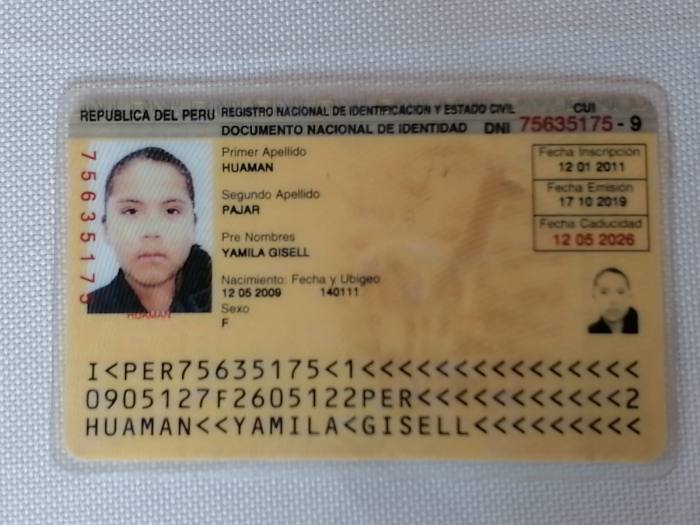 REPUBLICA DEL PERU REGISTRO NACIONAL DE IDENTIFICACION Y ESTADO CIVIL CUI
DOCUMENTO NACIONAL DE IDENTIDAD DNI 75635175 - 9
Primer Apellido
HUAMAN
Segundo Apellido
PAJAR
Pre Nombres
YAMILA GISELL
Nacimiento: Fecha y Ubigeo
12 05 2009 140111
Sexo
F
Fecha Inscripción
12 01 2011
Fecha Emisión
17 10 2019
Fecha Caducidad
12 05 2026
75635175
HUAMAN
I<PER75635175<1<<<<<<<<<<<<<<<
0905127F2605122PER<<<<<<<<<<<2
HUAMAN<<YAMILA<GISELL<<<<<<<<<